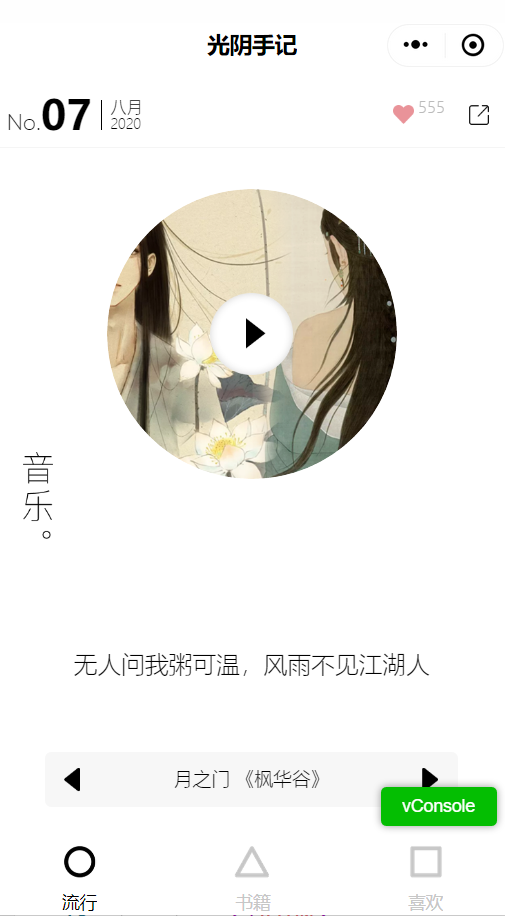 光阴手记
No.07
八月
2020
555
音乐。
无人问我粥可温，风雨不见江湖人
月之门 《枫华谷》
vConsole
流行 书籍 喜欢